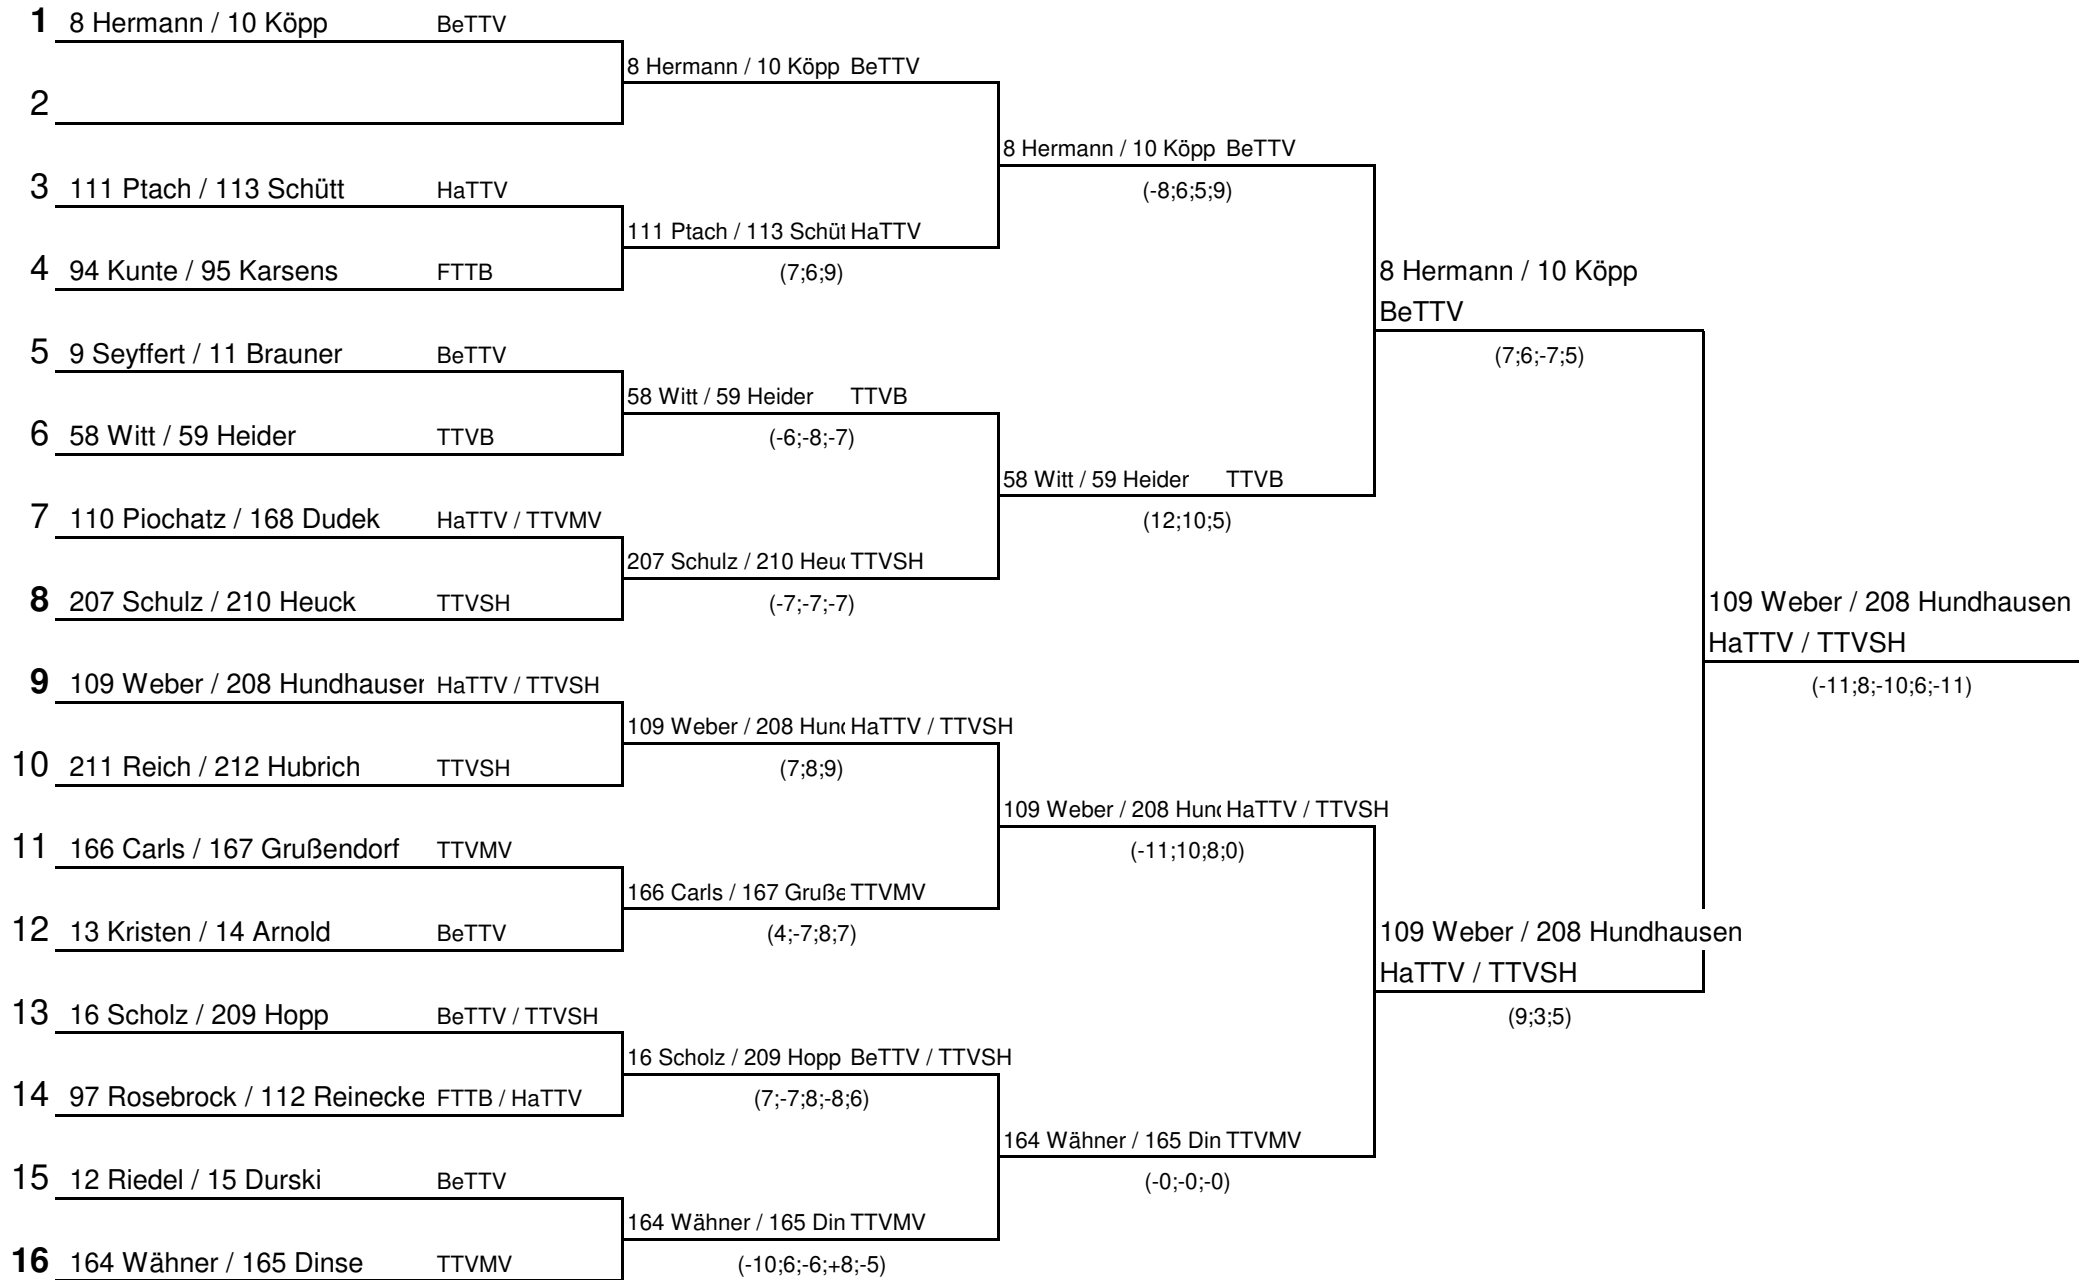 1 8 Hermann / 10 Köpp BeTTV
8 Hermann / 10 Köpp BeTTV
2
8 Hermann / 10 Köpp BeTTV
3 111 Ptach / 113 Schütt HaTTV
(-8;6;5;9)
111 Ptach / 113 Schüt HaTTV
4 94 Kunte / 95 Karsens FTTB
(7;6;9)
8 Hermann / 10 Köpp
BeTTV
5 9 Seyffert / 11 Brauner BeTTV
(7;6;-7;5)
58 Witt / 59 Heider TTVB
6 58 Witt / 59 Heider TTVB
(-6;-8;-7)
58 Witt / 59 Heider TTVB
7 110 Piochatz / 168 Dudek HaTTV / TTVMV
(12;10;5)
207 Schulz / 210 Heuc TTVSH
8 207 Schulz / 210 Heuck TTVSH
(-7;-7;-7)
109 Weber / 208 Hundhausen
HaTTV / TTVSH
9 109 Weber / 208 Hundhausen HaTTV / TTVSH
(-11;8;-10;6;-11)
109 Weber / 208 Hund HaTTV / TTVSH
10 211 Reich / 212 Hubrich TTVSH
(7;8;9)
109 Weber / 208 Hund HaTTV / TTVSH
11 166 Carls / 167 Grußendorf TTVMV
(-11;10;8;0)
166 Carls / 167 Gruße TTVMV
12 13 Kristen / 14 Arnold BeTTV
(4;-7;8;7)
109 Weber / 208 Hundhausen
HaTTV / TTVSH
13 16 Scholz / 209 Hopp BeTTV / TTVSH
(9;3;5)
16 Scholz / 209 Hopp BeTTV / TTVSH
14 97 Rosebrock / 112 Reinecke FTTB / HaTTV
(7;-7;8;-8;6)
164 Wähner / 165 Din TTVMV
15 12 Riedel / 15 Durski BeTTV
(-0;-0;-0)
164 Wähner / 165 Din TTVMV
16 164 Wähner / 165 Dinse TTVMV
(-10;6;-6;+8;-5)